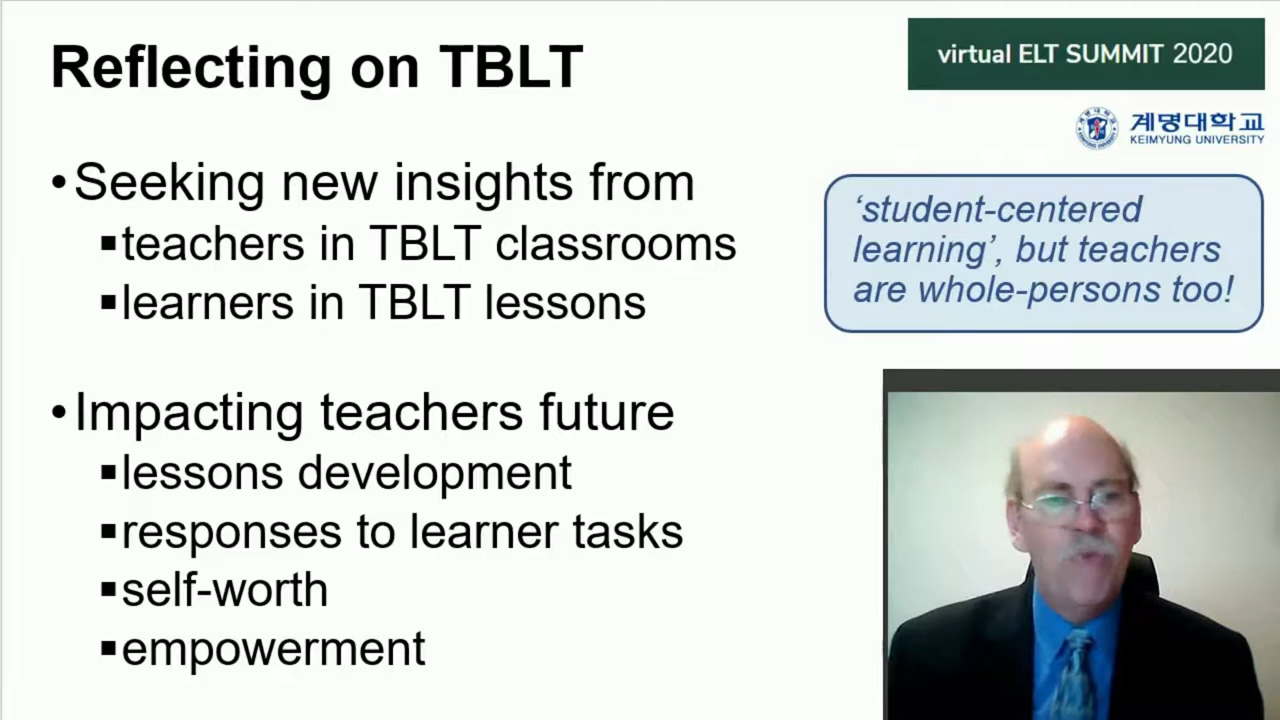 Reflecting on TBLT
virtual ELT SUMMIT 2020
계명대학교
KEIMYUNG UNIVERSITY
•Seeking new insights from
▪teachers in TBLT classrooms
▪learners in TBLT lessons
‘student-centered
learning’, but teachers
are whole-persons too!
•Impacting teachers future
▪lessons development
▪responses to learner tasks
▪self-worth
▪empowerment